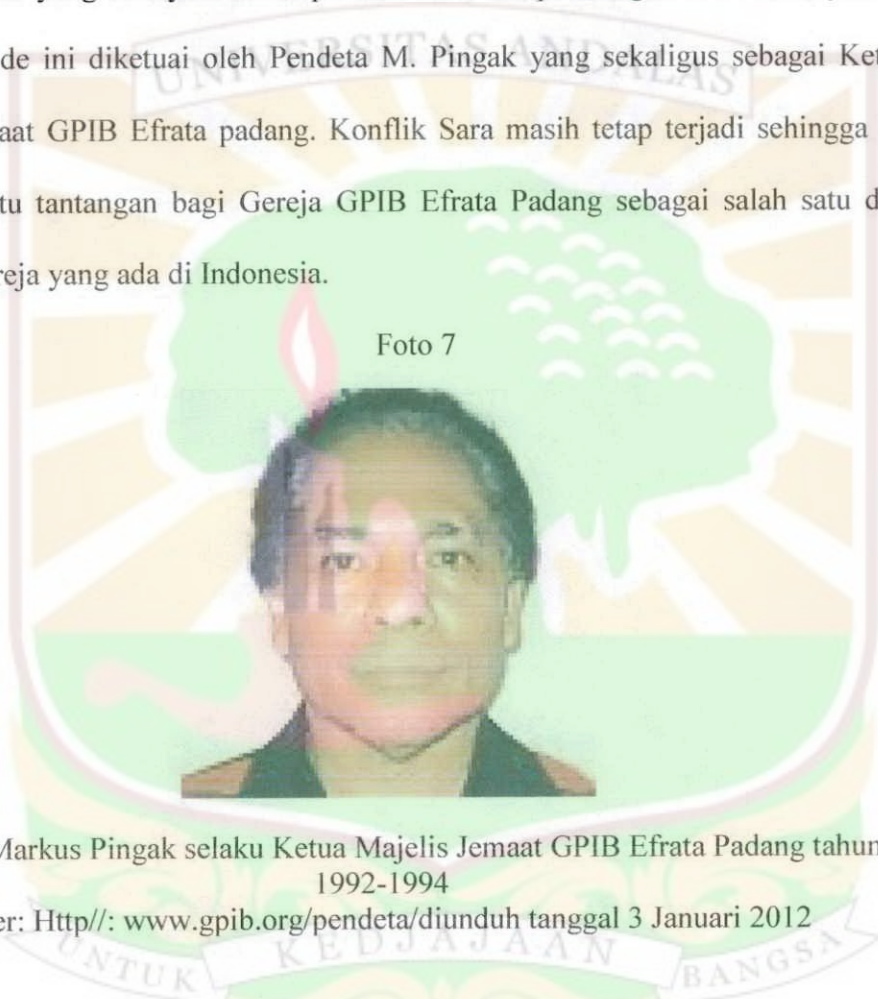 de ini diketuai oleh Pendeta M. Pingak yang sekaligus sebagai Ket
aat GPIB Efrata padang. Konflik Sara masih tetap terjadi sehingga
tu tantangan bagi Gereja GPIB Efrata Padang sebagai salah satu d
reja yang ada di Indonesia.
Foto 7
Markus Pingak selaku Ketua Majelis Jemaat GPIB Efrata Padang tahun
1992-1994
er: Http//: www.gpib.org/pendeta/diunduh tanggal 3 Januari 2012
UNIVERSITAS ANDALAS
UNTUK KEDJAJAAN BANGSA